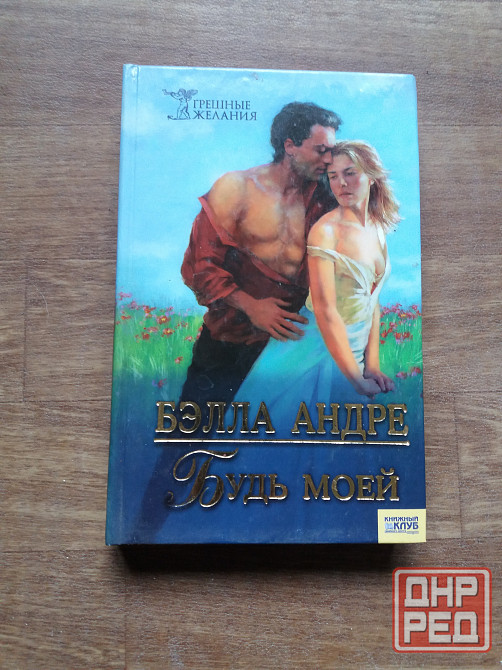 ГРЕШНЫЕ
ЖЕЛАНИЯ
БЭЛЛА АНДРЕ
БУДЬ МОЕЙ
КНИЖНЫЙ
КЛУБ
ДНР
РЕД